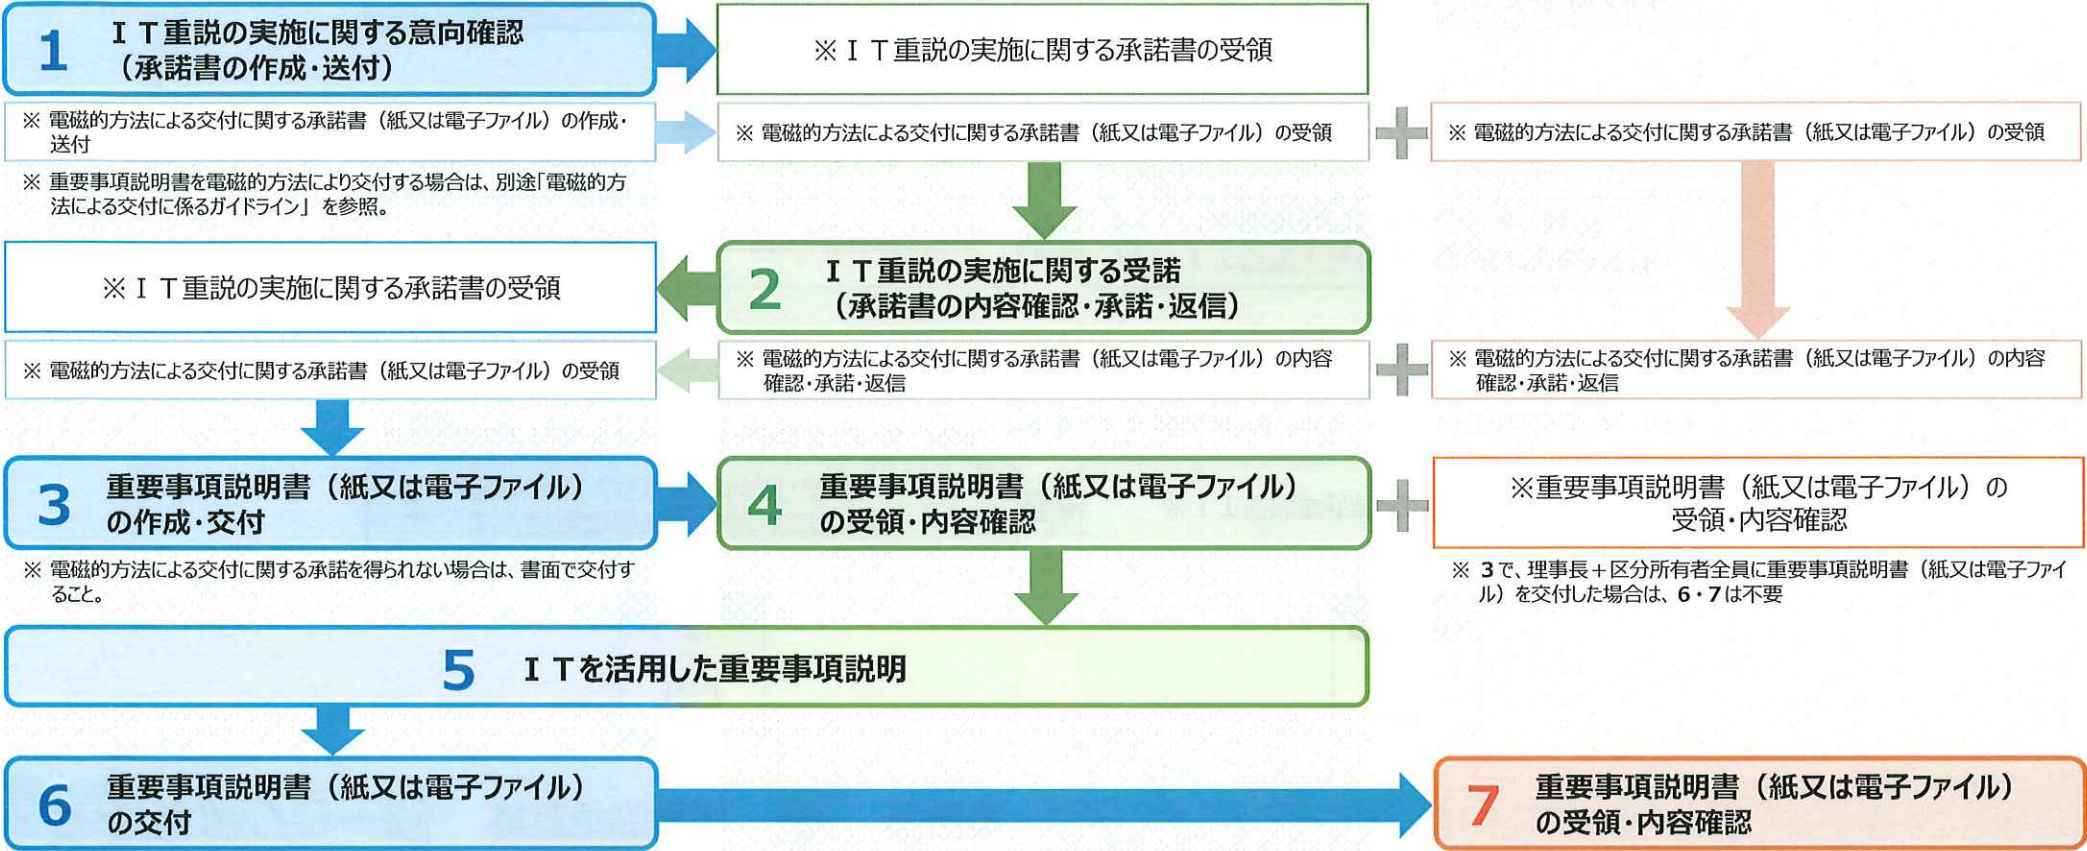 1
ＩＴ重説の実施に関する意向確認
（承諾書の作成・送付）
※ＩＴ重説の実施に関する承諾書の受領
※ 電磁的方法による交付に関する承諾書（紙又は電子ファイル）の作成・
送付
※ 電磁的方法による交付に関する承諾書（紙又は電子ファイル）の受領
※ 電磁的方法による交付に関する承諾書（紙又は電子ファイル）の受領
※ 重要事項説明書を電磁的方法により交付する場合は、別途「電磁的方
法による交付に係るガイドライン」を参照。
※ＩＴ重説の実施に関する承諾書の受領
2
ＩＴ重説の実施に関する受諾
（承諾書の内容確認・承諾・返信）
※ 電磁的方法による交付に関する承諾書（紙又は電子ファイル）の受領
※ 電磁的方法による交付に関する承諾書（紙又は電子ファイル）の内容
確認・承諾・返信
※ 電磁的方法による交付に関する承諾書（紙又は電子ファイル）の内容
確認・承諾・返信
3
重要事項説明書（紙又は電子ファイル）
の作成・交付
4
重要事項説明書（紙又は電子ファイル）
の受領・内容確認
※重要事項説明書（紙又は電子ファイル）の
受領・内容確認
※ 電磁的方法による交付に関する承諾を得られない場合は、書面で交付す
ること。
※ 3で、理事長＋区分所有者全員に重要事項説明書（紙又は電子ファイ
ル）を交付した場合は、6・7は不要
5 ＩＴを活用した重要事項説明
6
重要事項説明書（紙又は電子ファイル）
の交付
7
重要事項説明書（紙又は電子ファイル）
の受領・内容確認